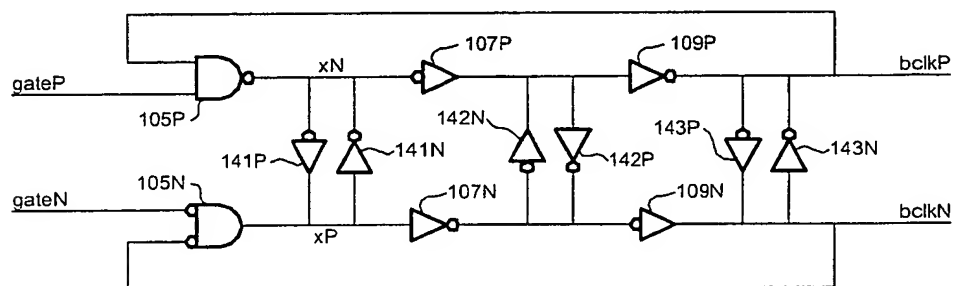 107P
109P
xN
bclkP
gateP
105P
142N
143P
141P
141N
142P
143N
105N
107N
109N
gateN
xP
bclkN